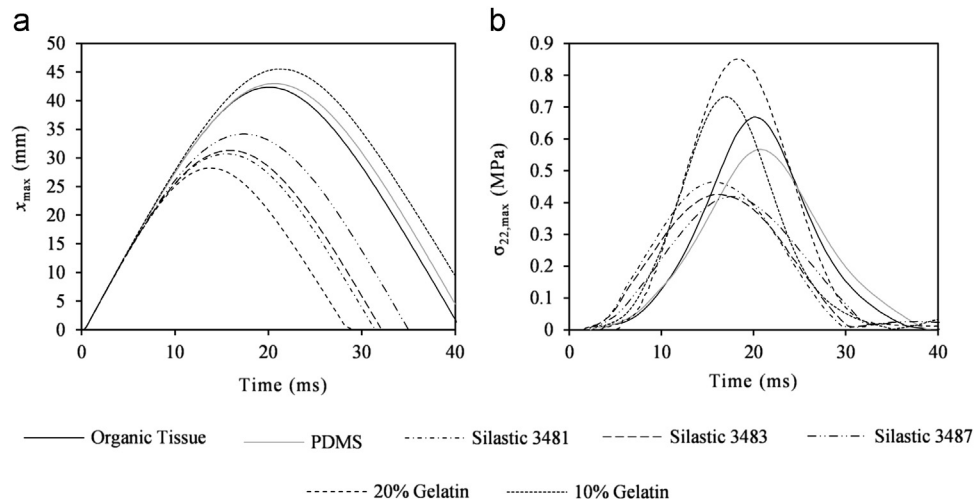 a
50
45
40
35
30
25
20
15
10
5
0
x_max (mm)
0 10 20 30 40
Time (ms)
b
0.9
0.8
0.7
0.6
0.5
0.4
0.3
0.2
0.1
0
σ22,max (MPa)
0 10 20 30 40
Time (ms)
Organic Tissue PDMS Silastic 3481 Silastic 3483 Silastic 3487
20% Gelatin 10% Gelatin